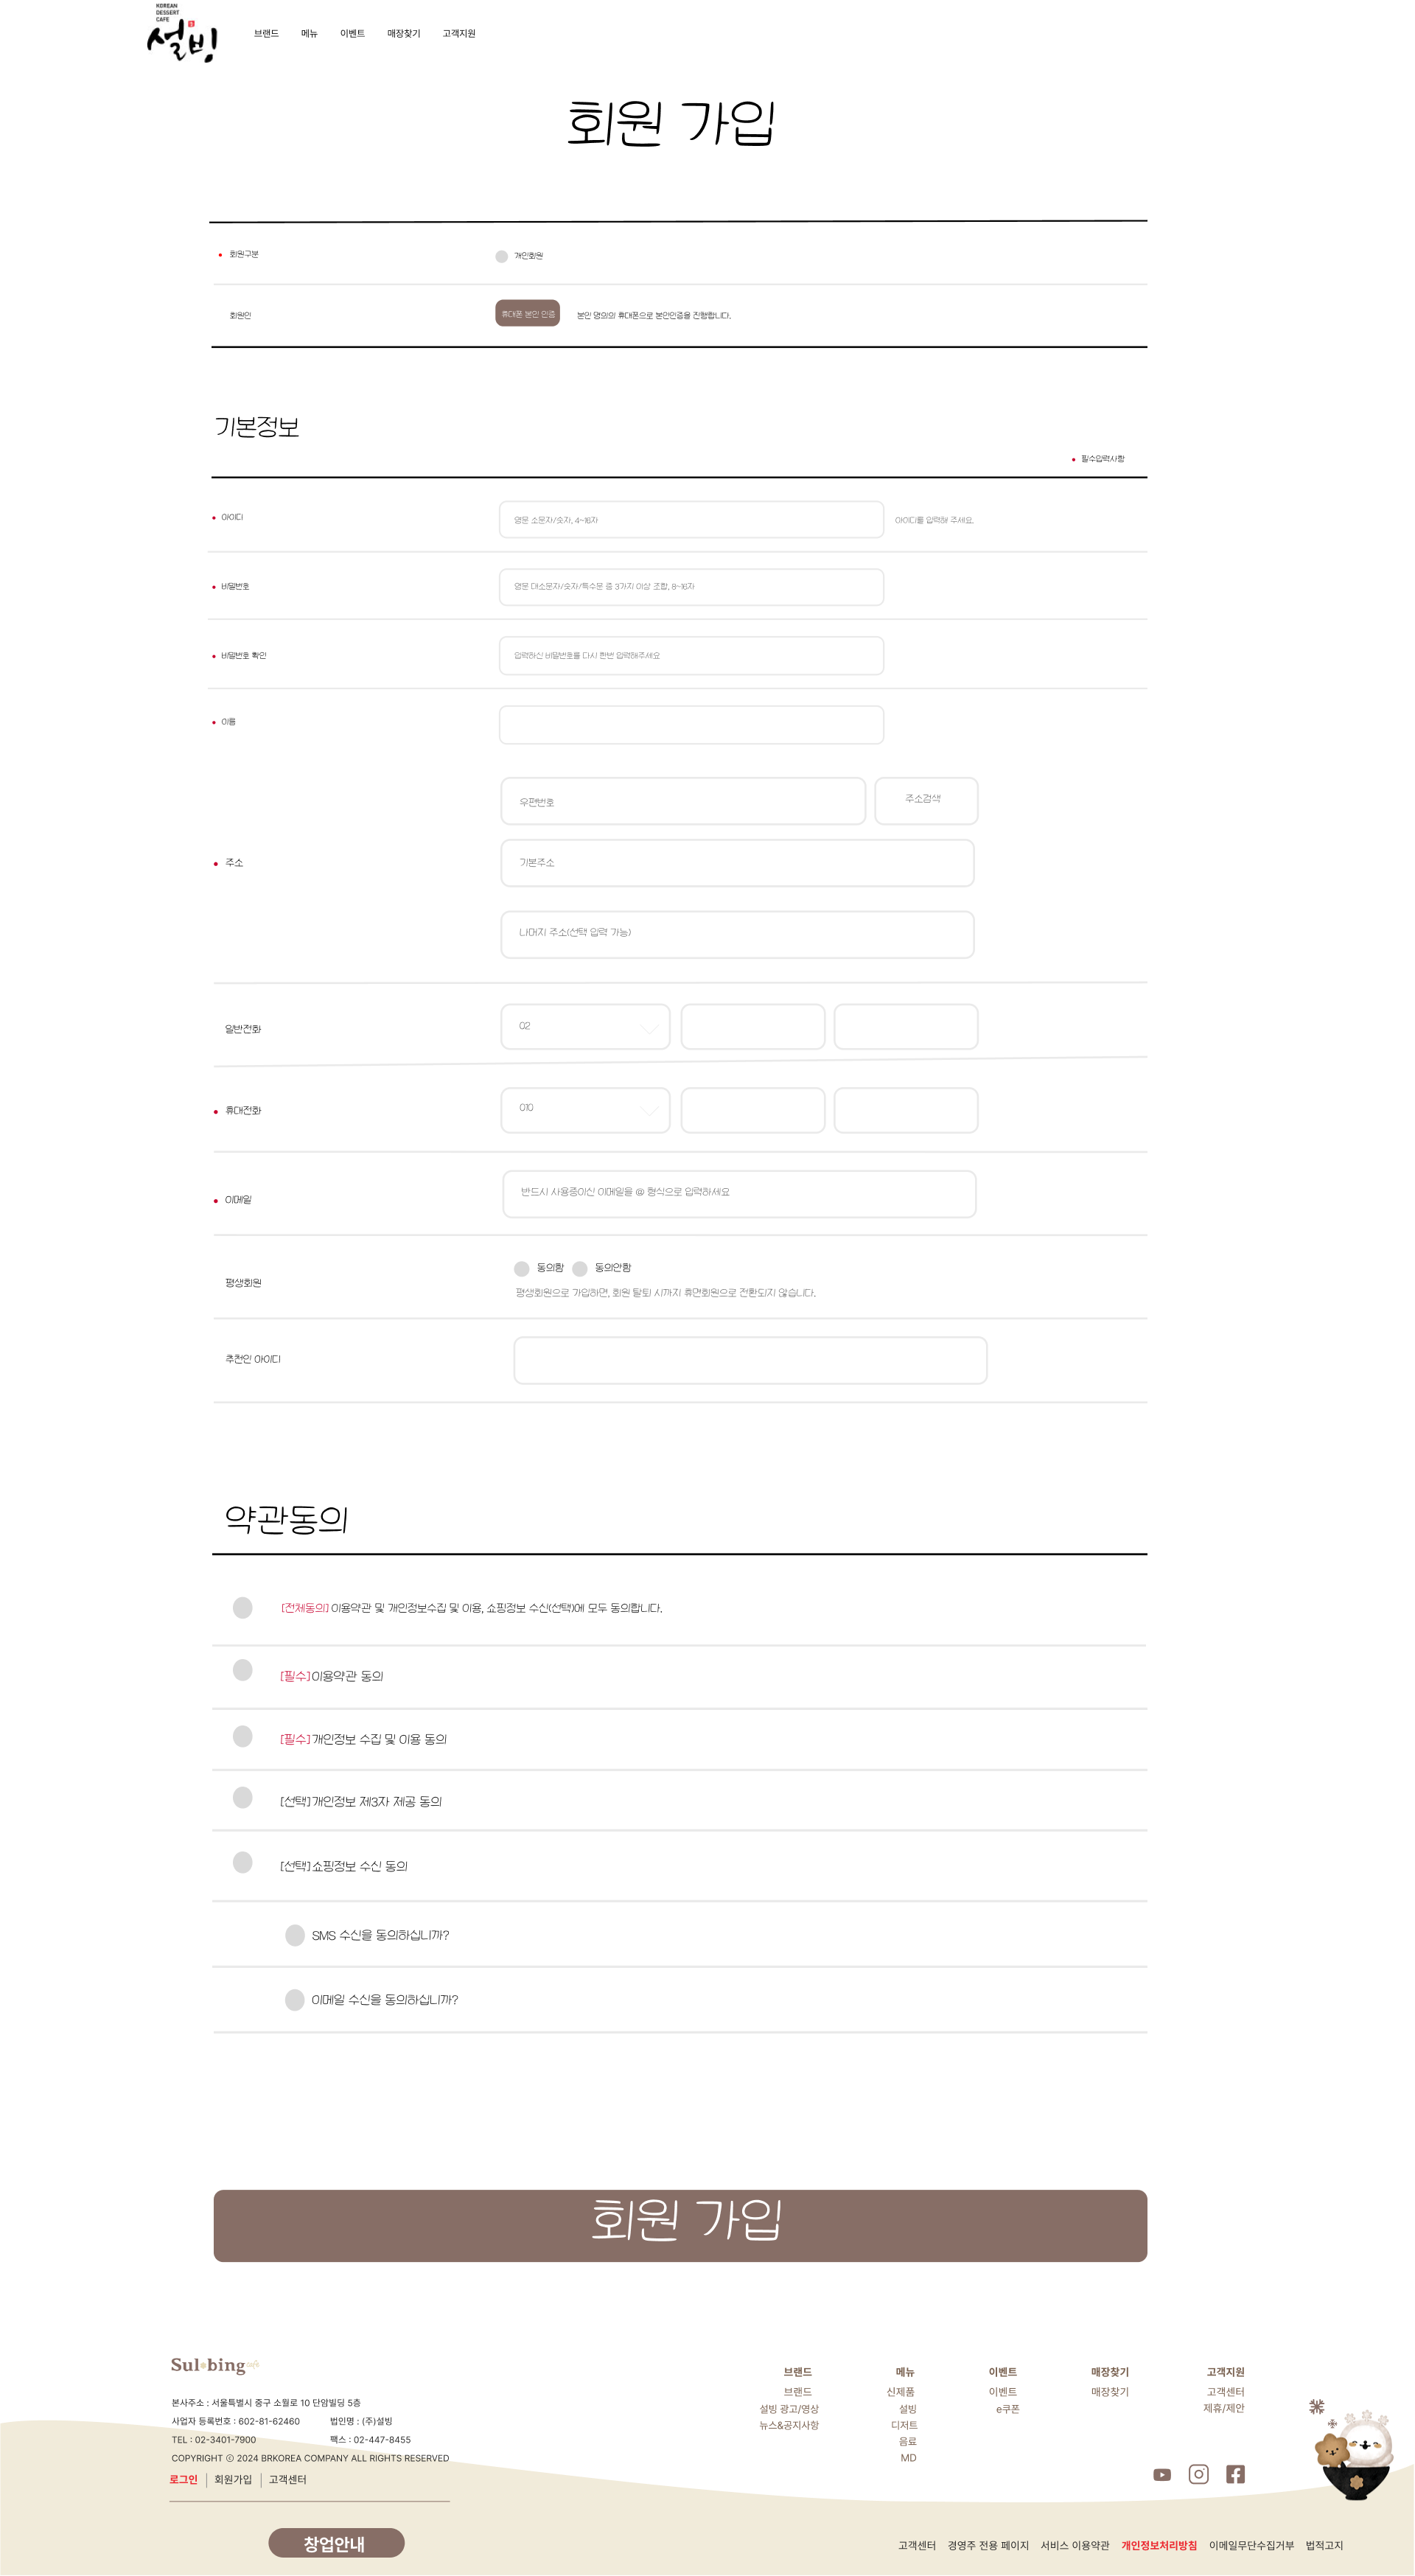 KOREAN
DESSERT
CAFE
설빙
브랜드 메뉴 이벤트 매장찾기 고객지원
회원 가입
회원구분 개인회원
회원인 휴대폰 본인 인증 본인 명의의 휴대폰으로 본인인증을 진행합니다.
기본정보
필수입력사항
아이디 영문 소문자/숫자, 4~16자 아이디를 입력해 주세요.
비밀번호 영문 대소문자/숫자/특수문 중 3가지 이상 조합, 8~16자
비밀번호 확인 입력하신 비밀번호를 다시 한번 입력해주세요
이름
우편번호 주소검색
주소 기본주소
나머지 주소(선택 입력 가능)
일반전화 02
휴대전화 010
이메일 반드시 사용중이신 이메일을 @ 형식으로 입력하세요
동의함 동의안함
평생회원
평생회원으로 가입하면, 회원 탈퇴 시까지 휴면회원으로 전환되지 않습니다.
추천인 아이디
약관동의
[전체동의] 이용약관 및 개인정보수집 및 이용, 쇼핑정보 수신(선택)에 모두 동의합니다.
[필수]이용약관 동의
[필수]개인정보 수집 및 이용 동의
[선택]개인정보 제3자 제공 동의
[선택]쇼핑정보 수신 동의
SMS 수신을 동의하십니까?
이메일 수신을 동의하십니까?
회원 가입
Sulbing cafe
본사주소 : 서울특별시 중구 소월로 10 단암빌딩 5층
사업자 등록번호 : 602-81-62460 법인명 : (주)설빙
TEL : 02-3401-7900 팩스 : 02-447-8455
COPYRIGHT ⓒ 2024 BRKOREA COMPANY ALL RIGHTS RESERVED
로그인 회원가입 고객센터
창업안내
브랜드 메뉴 이벤트 매장찾기 고객지원
브랜드 신제품 이벤트 매장찾기 고객센터
설빙 광고/영상 설빙 e쿠폰 제휴/제안
뉴스&공지사항 디저트
음료
MD
고객센터 경영주 전용 페이지 서비스 이용약관 개인정보처리방침 이메일무단수집거부 법적고지